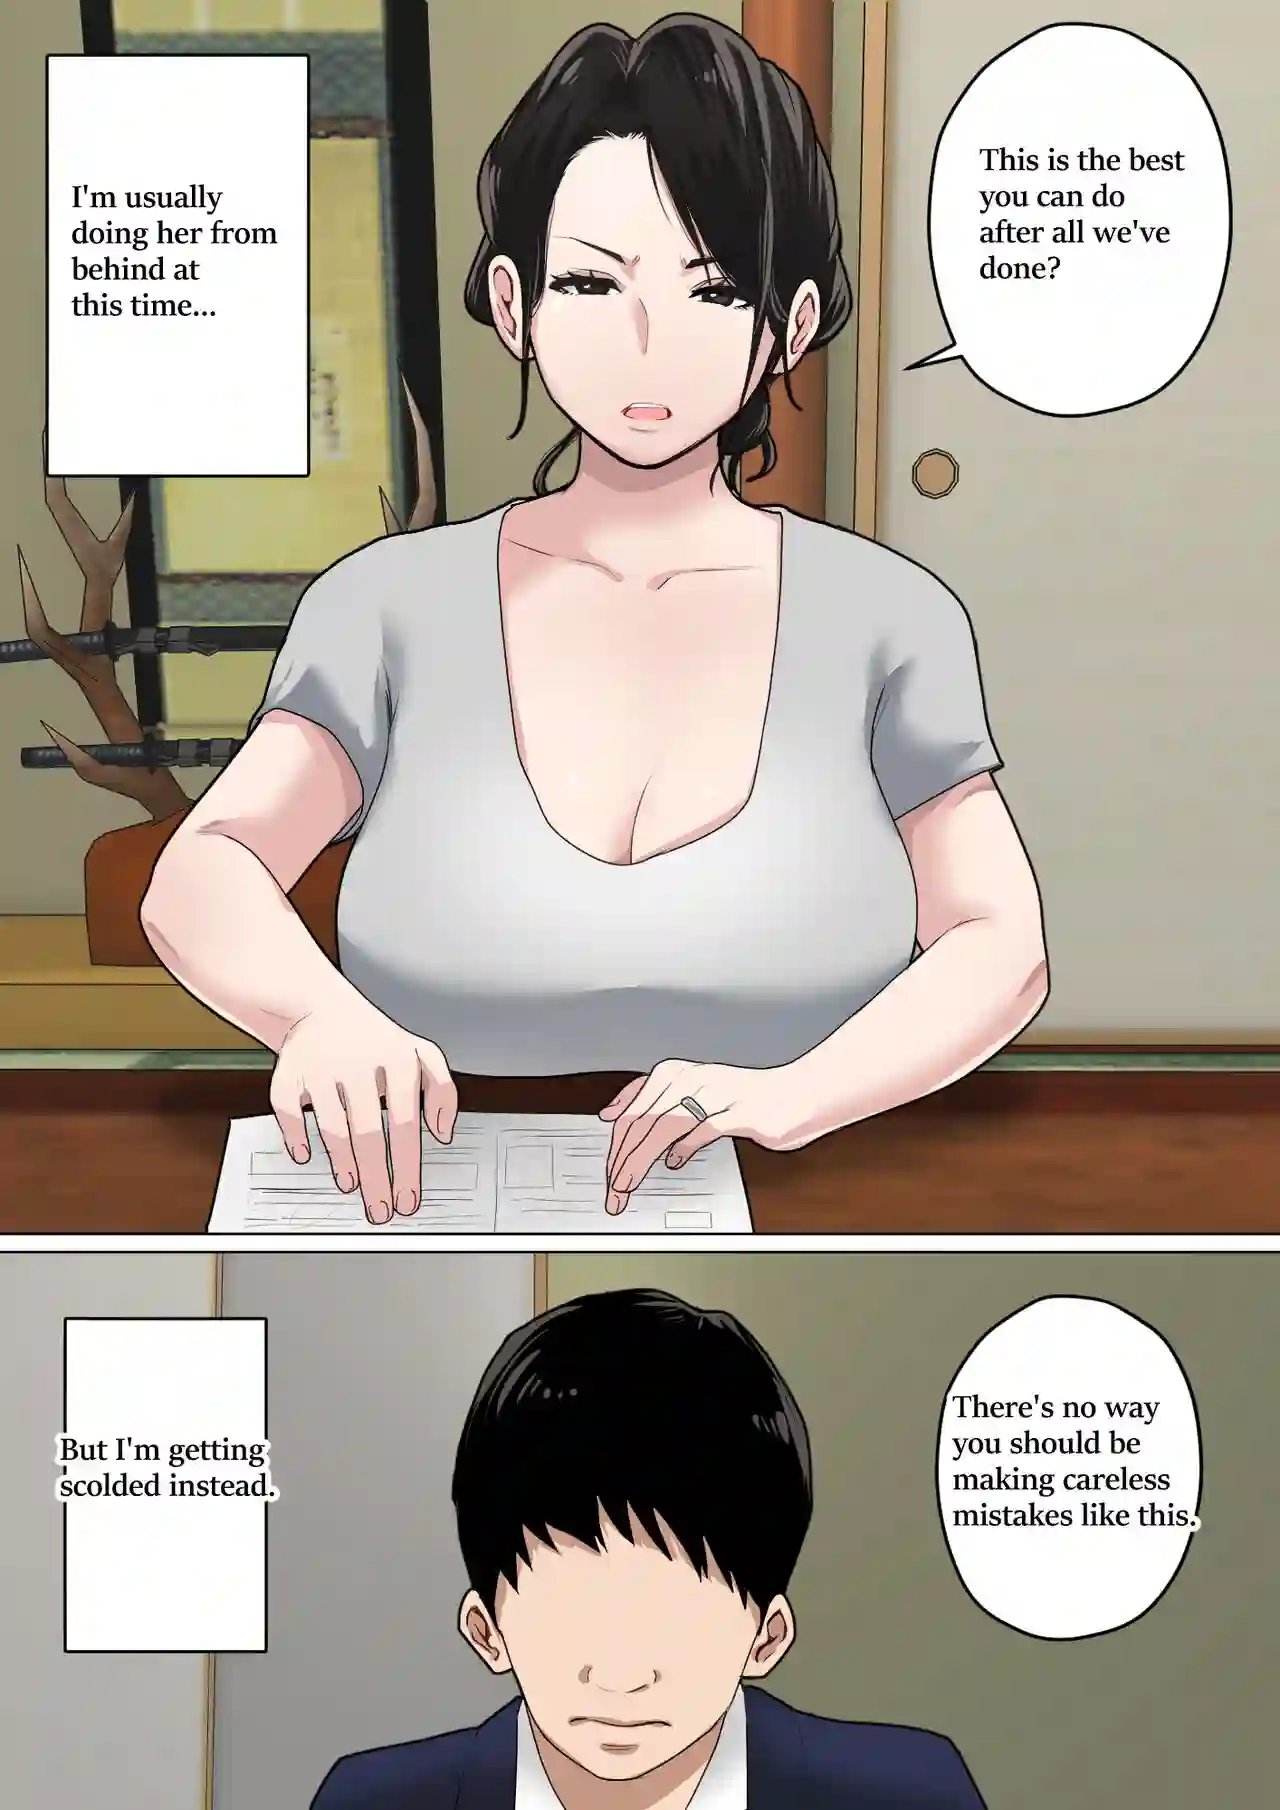 I'm usually
doing her from
behind at
this time...
This is the best
you can do
after all we've
done?
But I'm getting
scolded instead.
There's no way
you should be
making careless
mistakes like this.